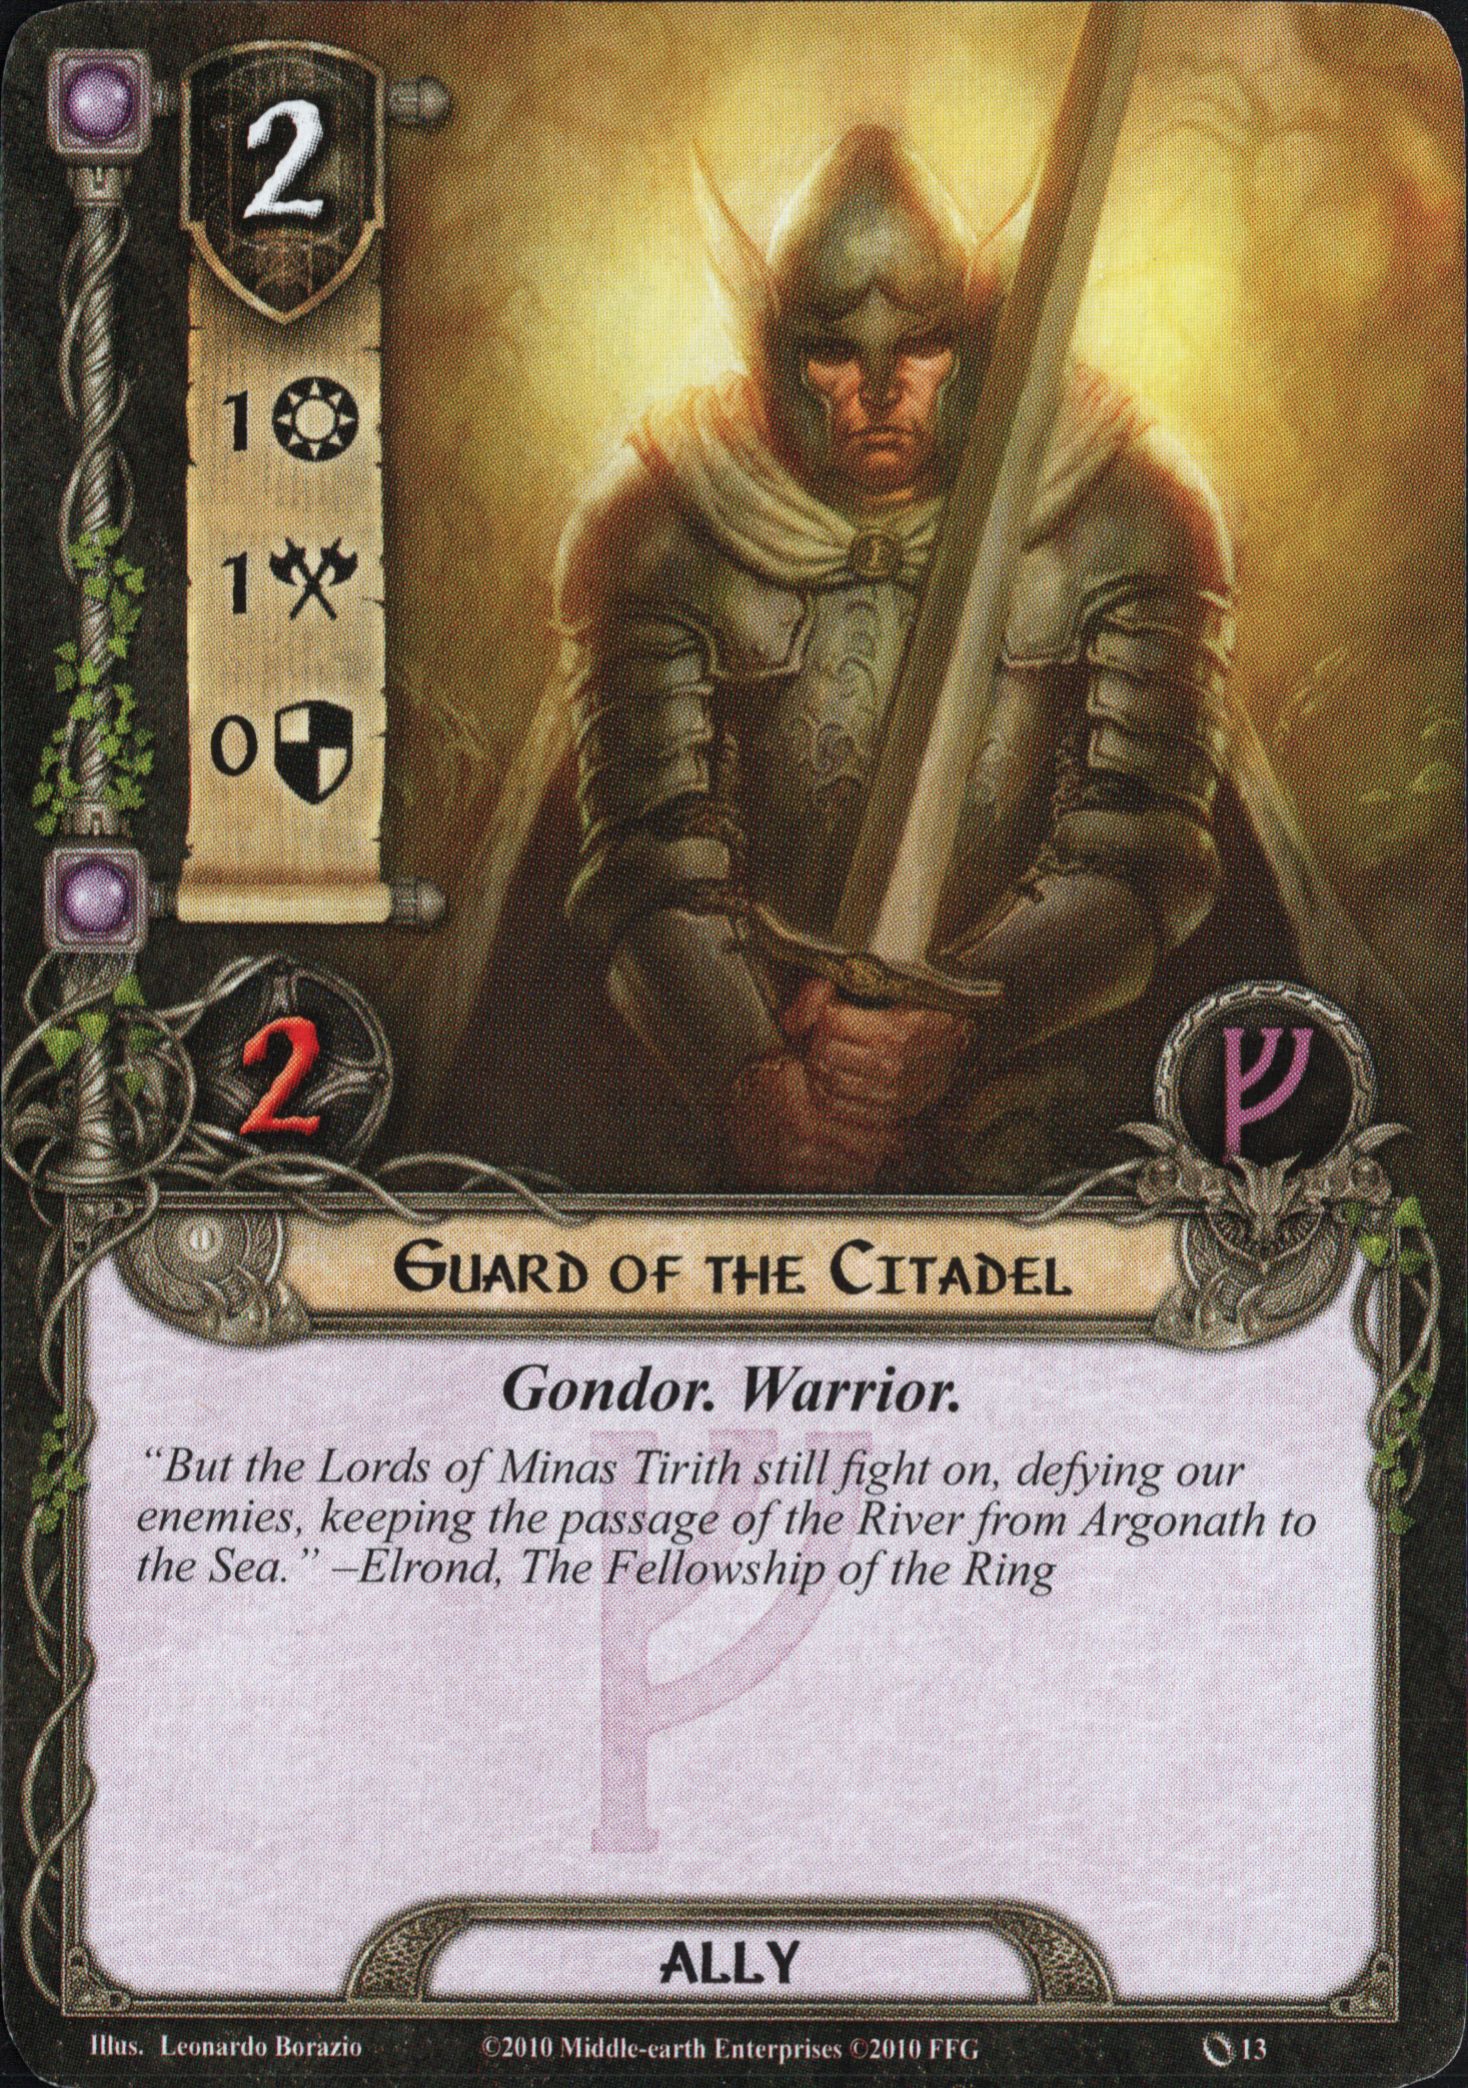 2
1
1
0
2
GUARD OF THE CITADEL
Gondor. Warrior.
“But the Lords of Minas Tirith still fight on, defying our
enemies, keeping the passage of the River from Argonath to
the Sea.” –Elrond, The Fellowship of the Ring
ALLY
Illus. Leonardo Borazio
©2010 Middle-earth Enterprises ©2010 FFG
13